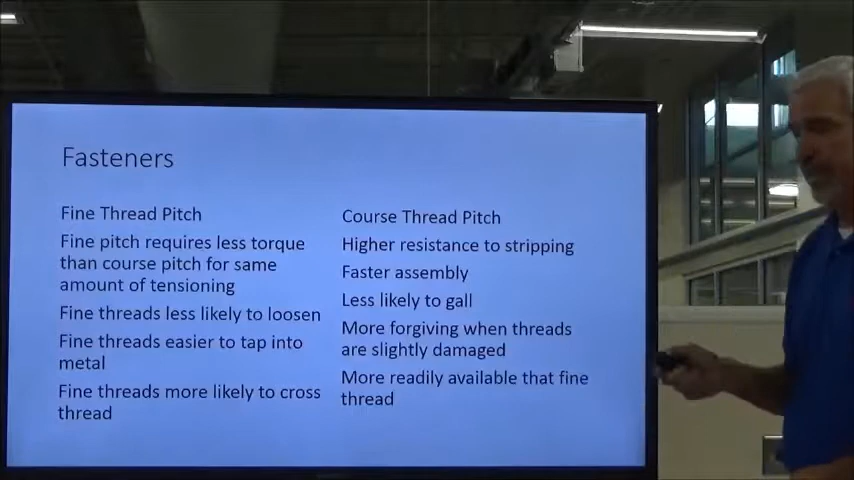 Fasteners
Fine Thread Pitch
Fine pitch requires less torque
than course pitch for same
amount of tensioning
Fine threads less likely to loosen
Fine threads easier to tap into
metal
Fine threads more likely to cross
thread
Course Thread Pitch
Higher resistance to stripping
Faster assembly
Less likely to gall
More forgiving when threads
are slightly damaged
More readily available that fine
thread